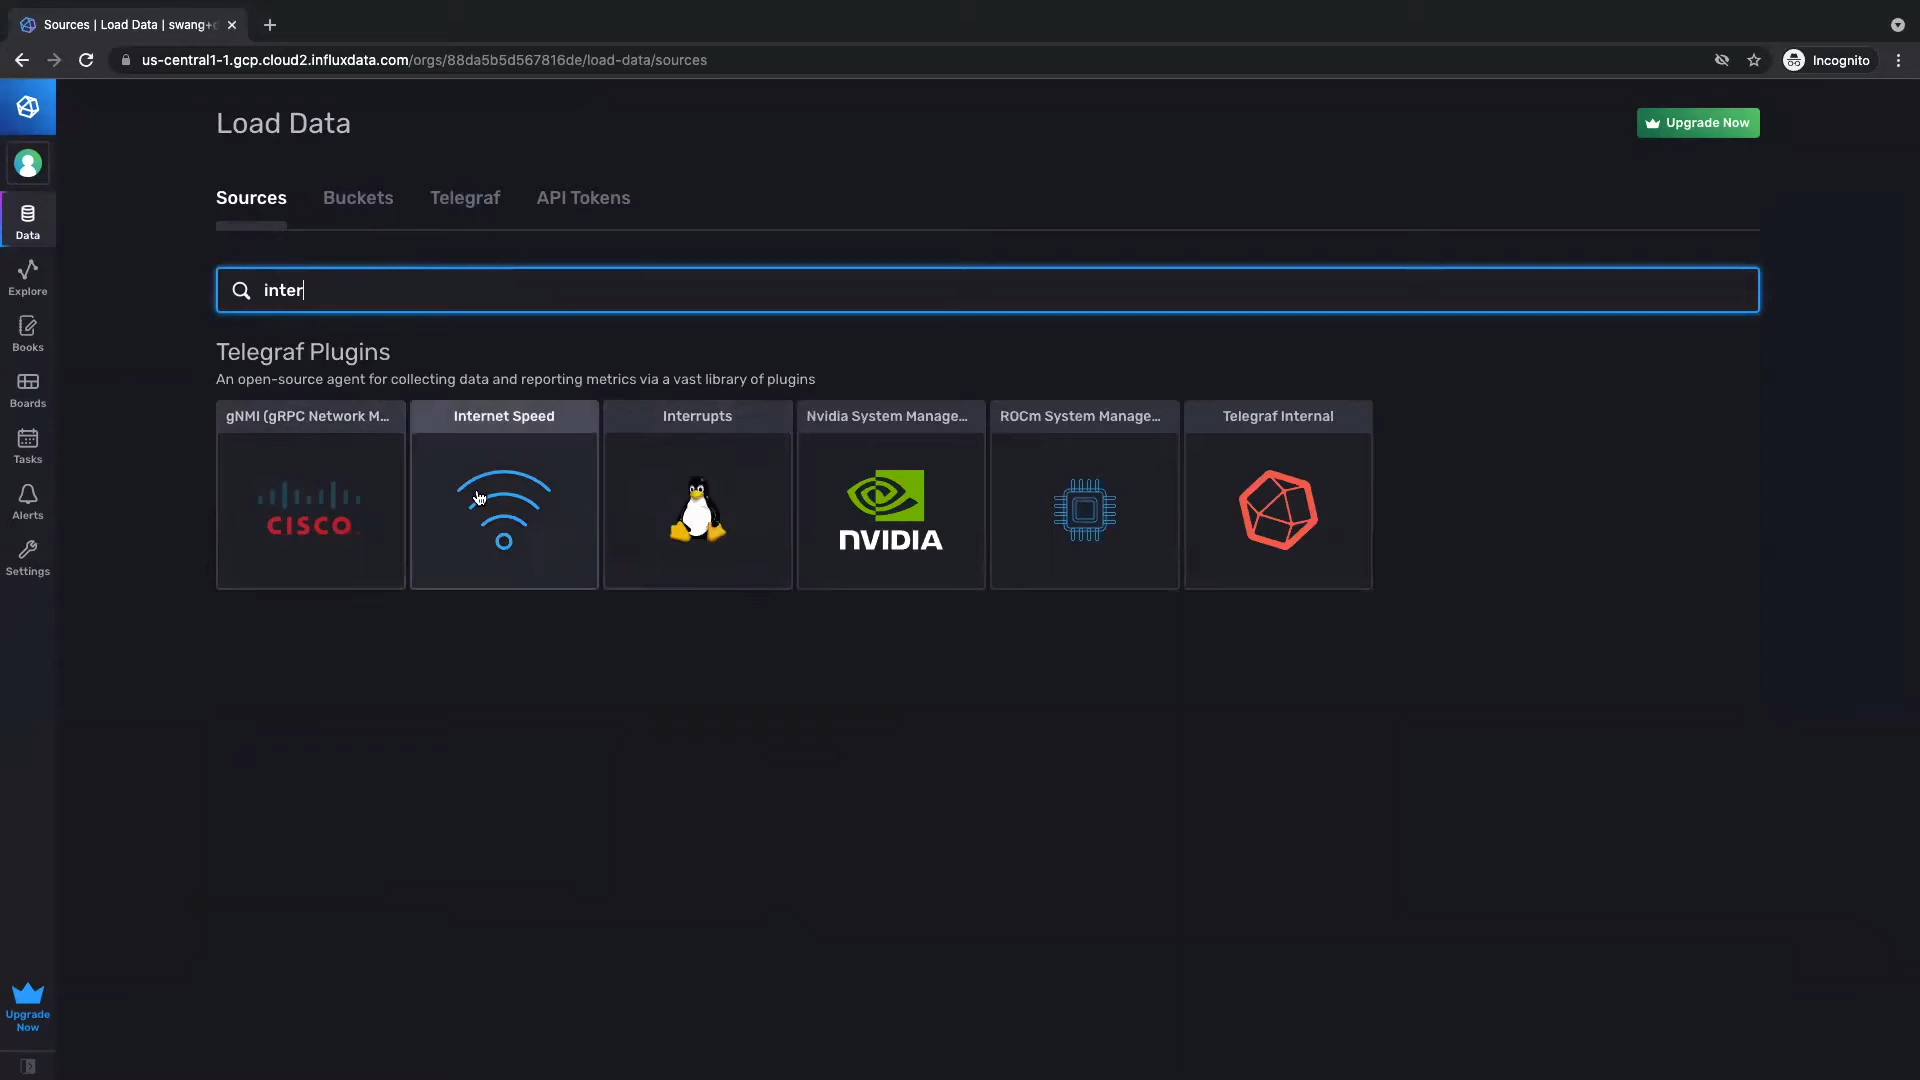 Sources | Load Data | swang+
us-central1-1.gcp.cloud2.influxdata.com/orgs/88da5b5d567816de/load-data/sources
Incognito
Load Data
Upgrade Now
Sources
Buckets
Telegraf
API Tokens
Data
Explore
Books
Boards
Tasks
Alerts
Settings
inter
Telegraf Plugins
An open-source agent for collecting data and reporting metrics via a vast library of plugins
gNMI (gRPC Network M...
Internet Speed
Interrupts
Nvidia System Manage...
ROCm System Manage...
Telegraf Internal
CISCO
NVIDIA
Upgrade
Now